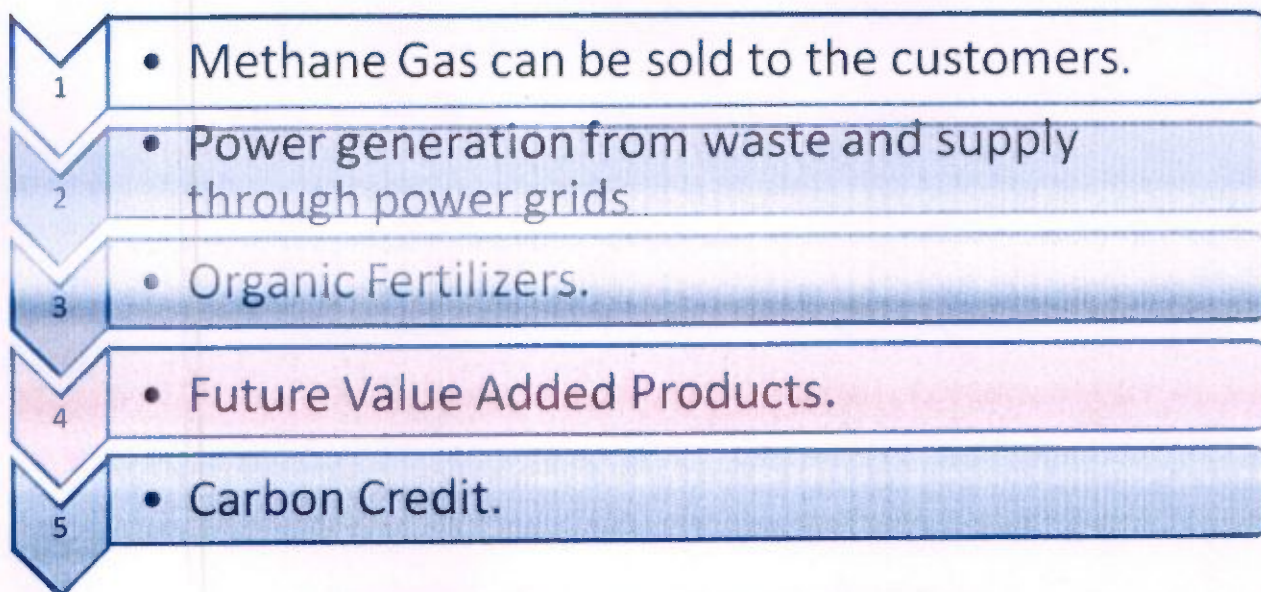 1
• Methane Gas can be sold to the customers.
2
• Power generation from waste and supply
through power grids
3
• Organic Fertilizers.
4
• Future Value Added Products.
5
• Carbon Credit.